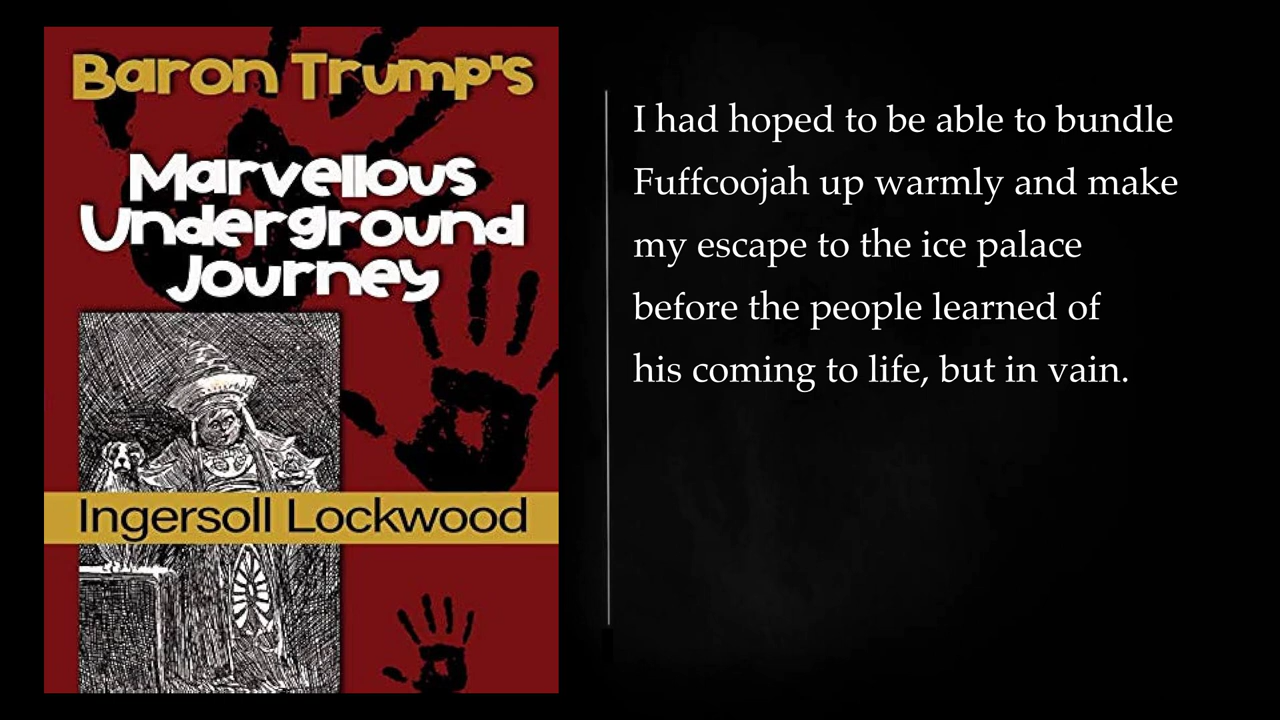 Baron Trump's
Marvellous
Underground
Journey
Ingersoll Lockwood
I had hoped to be able to bundle
Fuffcoojah up warmly and make
my escape to the ice palace
before the people learned of
his coming to life, but in vain.